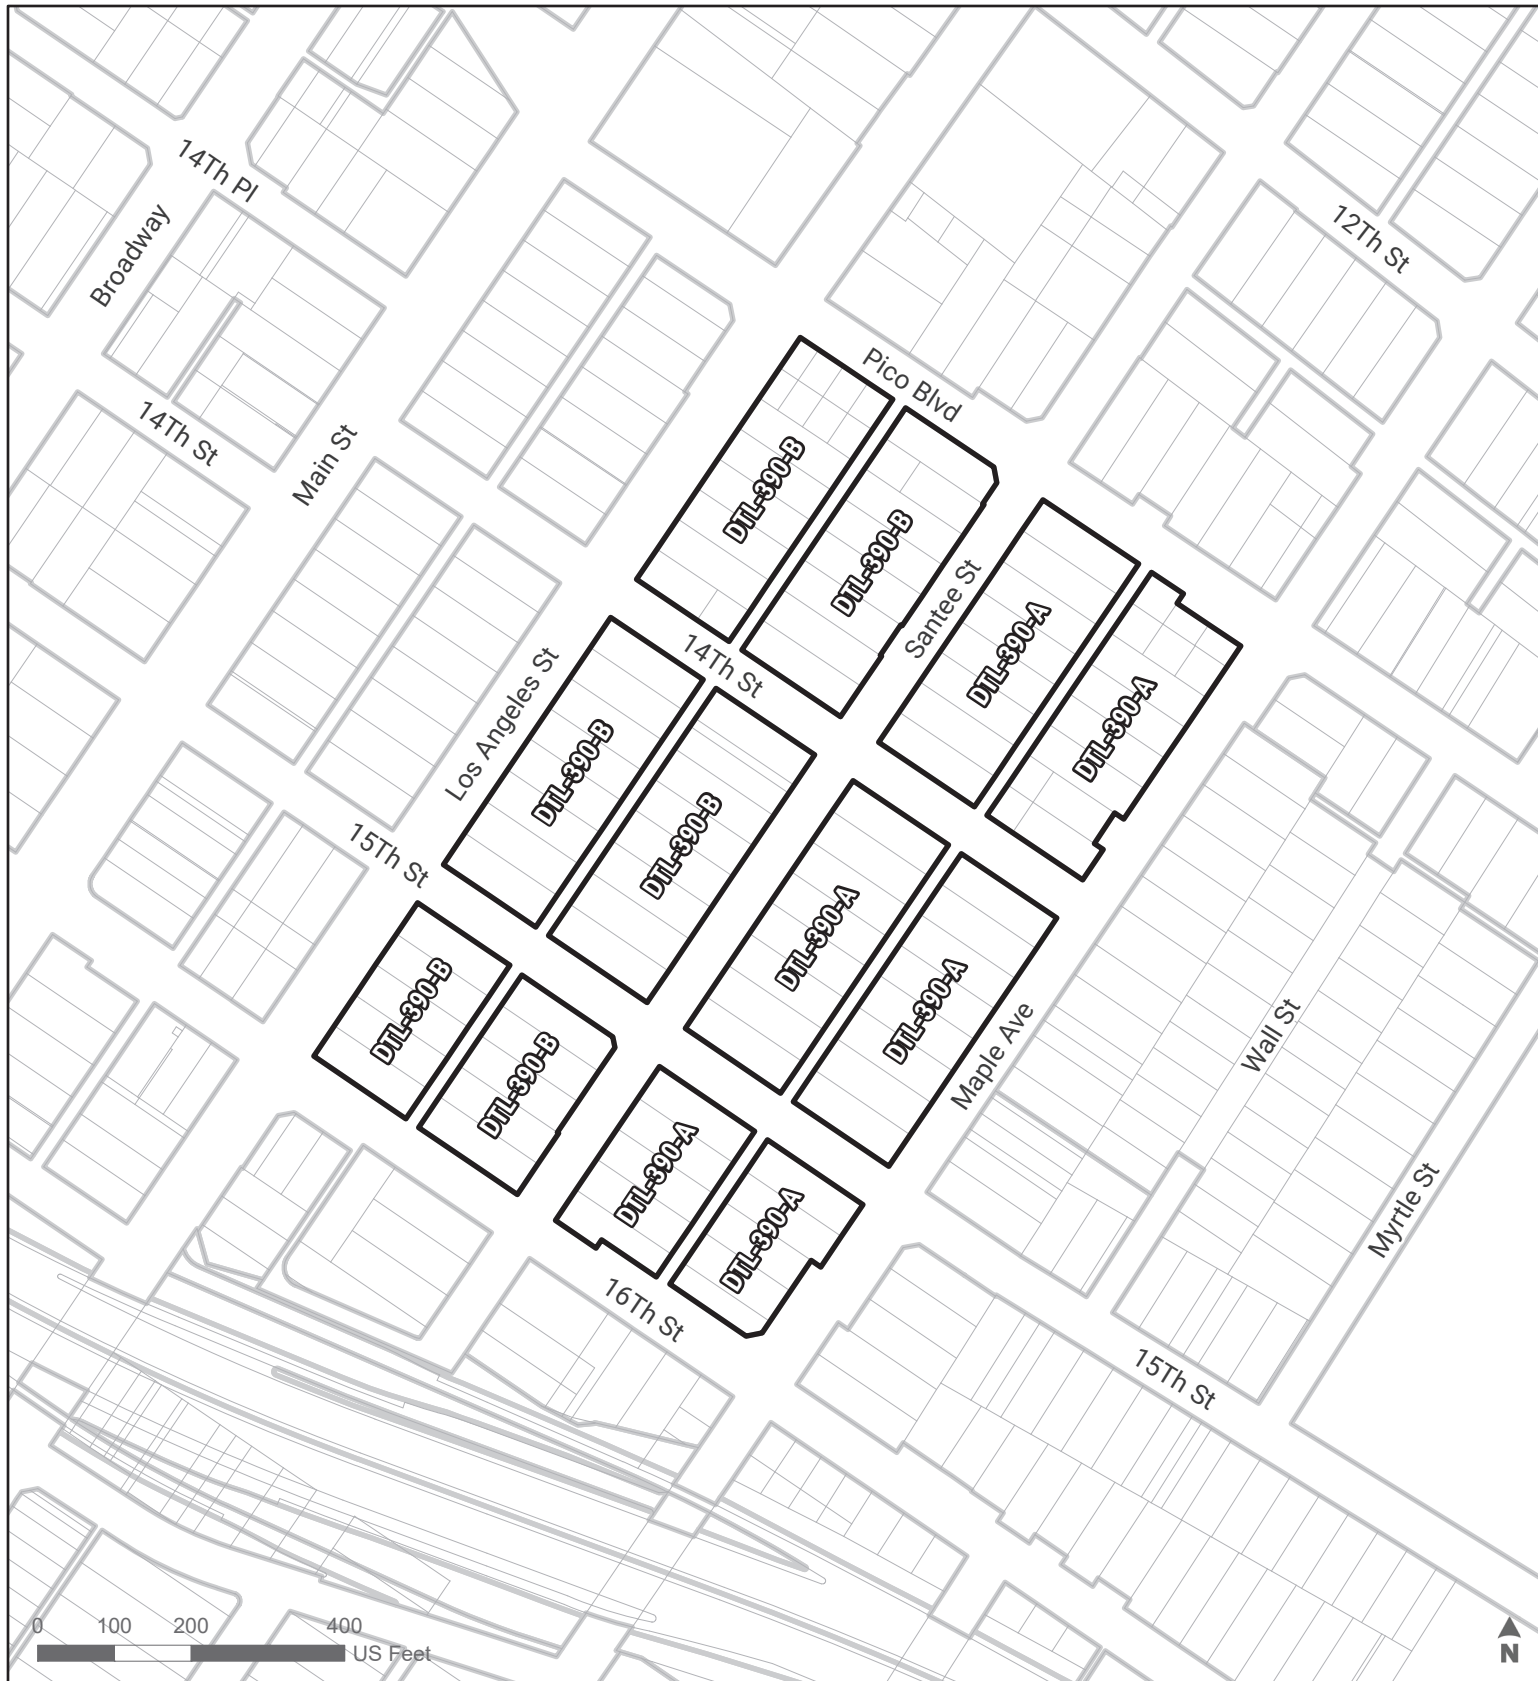 14Th Pl
Broadway
12Th St
Pico Blvd
14Th St
Main St
DTL-390-B
DTL-390-B
Santee St
DTL-390-A
14Th St
DTL-390-A
Los Angeles St
DTL-390-B
DTL-390-B
15Th St
DTL-390-A
DTL-390-B
DTL-390-A
Wall St
Maple Ave
DTL-390-B
DTL-390-A
Myrtle St
DTL-390-A
16Th St
15Th St
0 100 200 400
US Feet
N